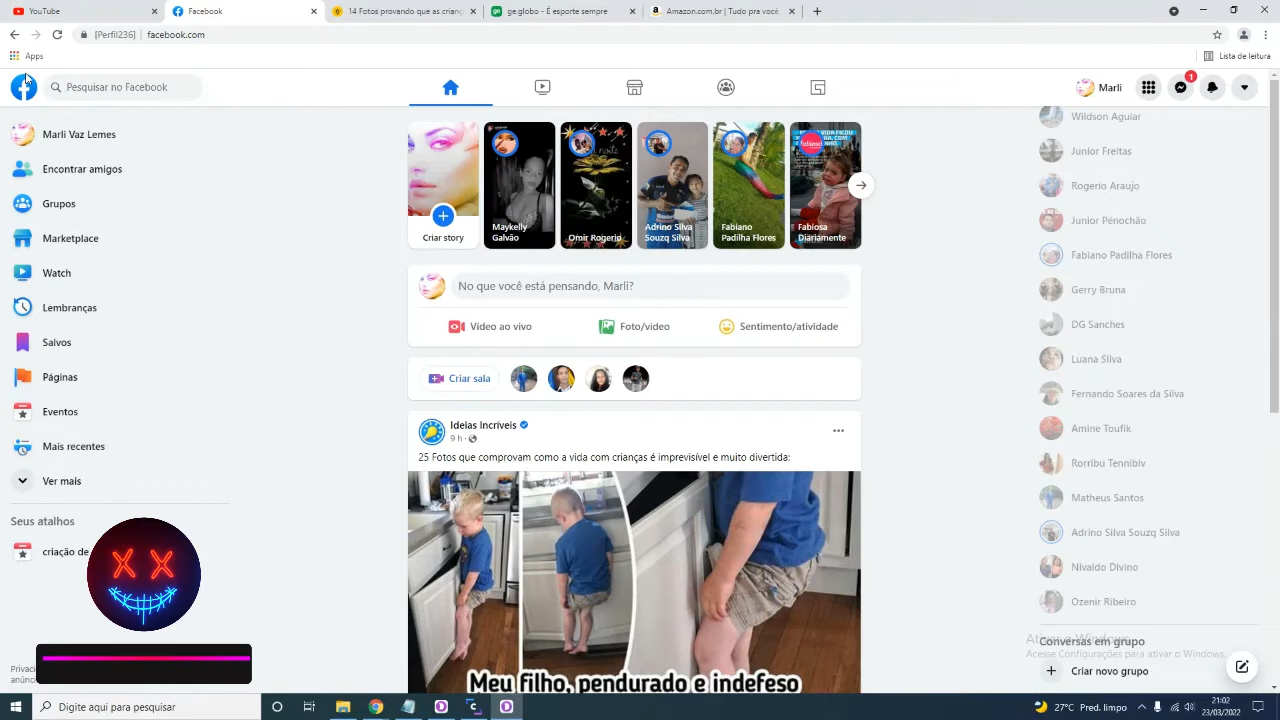 YouTube
Facebook
14 Fotos provando que as crianç
ge.globo - É esporte sempre
Amazon.com.br | Tudo pra você
[Perfil236]
facebook.com
Apps
Lista de leitura
Pesquisar no Facebook
Marli
1
Marli Vaz Lemes
Encontrar amigos
Grupos
Marketplace
Watch
Lembranças
Salvos
Páginas
Eventos
Mais recentes
Ver mais
Seus atalhos
criação de
Privaci
anúnci
Criar story
Maykelly
Galvão
node
Omir Rogerio
Adrino Silva
Souzq Silva
Fabiano
Padilha Flores
VIDA FICOU
Fabiosa
Diariamente
No que você está pensando, Marli?
Vídeo ao vivo
Foto/vídeo
Sentimento/atividade
Criar sala
Ideias Incríveis
9 h
25 Fotos que comprovam como a vida com crianças é imprevisível e muito divertida:
Meu filho, pendurado e indefeso
Wildson Aguiar
Junior Freitas
Rogerio Araujo
Junior Pénochão
Fabiano Padilha Flores
Gerry Bruna
DG Sanches
Luana Silva
Fernando Soares da Silva
Amine Toufik
Rorribu Tennibiv
Matheus Santos
Adrino Silva Souzq Silva
Nivaldo Divino
Ozenir Ribeiro
Conversas em grupo
Acesse Configurações para ativar o Windows.
Criar novo grupo
Digite aqui para pesquisar
27°C Pred. limpo
21:02
23/03/2022